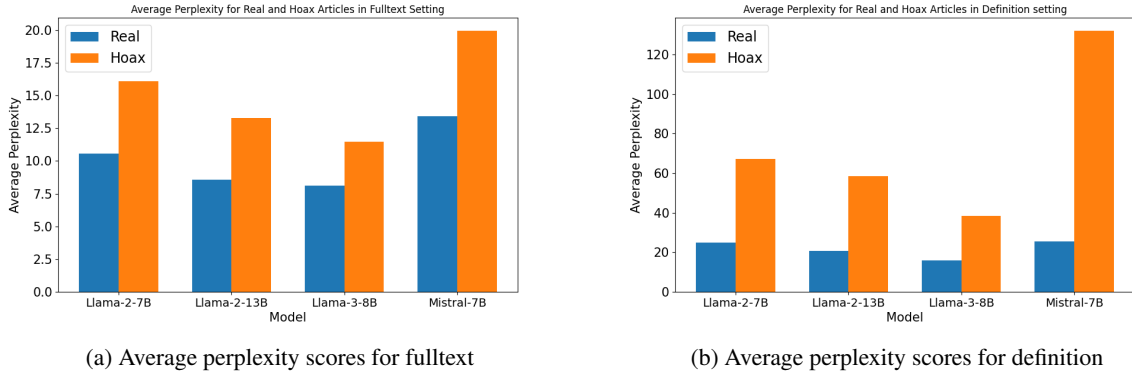 Average Perplexity for Real and Hoax Articles in Fulltext Setting
20.0
17.5
15.0
12.5
10.0
7.5
5.0
2.5
0.0
Average Perplexity
Real
Hoax
Llama-2-7B Llama-2-13B Llama-3-8B Mistral-7B
Model
(a) Average perplexity scores for fulltext
Average Perplexity for Real and Hoax Articles in Definition setting
120
100
80
60
40
20
0
Average Perplexity
Real
Hoax
Llama-2-7B Llama-2-13B Llama-3-8B Mistral-7B
Model
(b) Average perplexity scores for definition